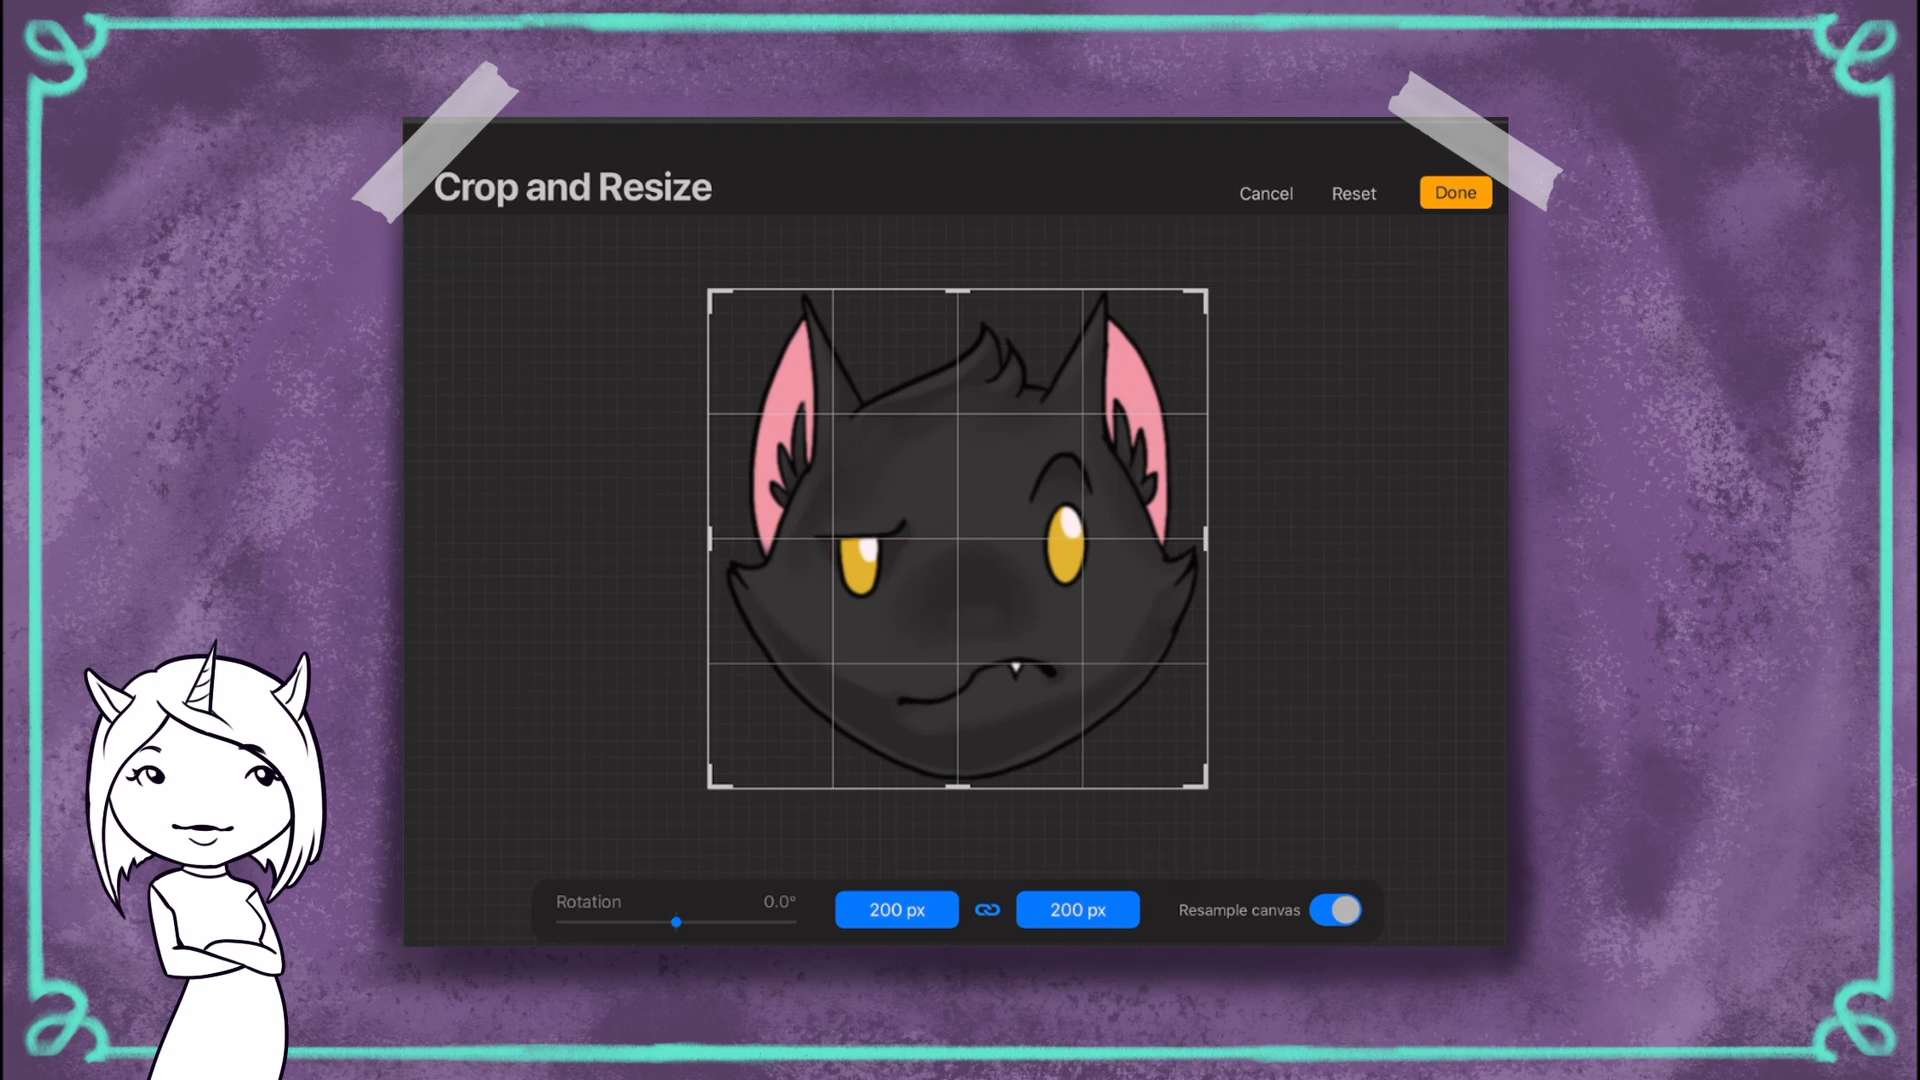 Crop and Resize
Cancel Reset Done
Rotation 0.0° 200 px 200 px Resample canvas